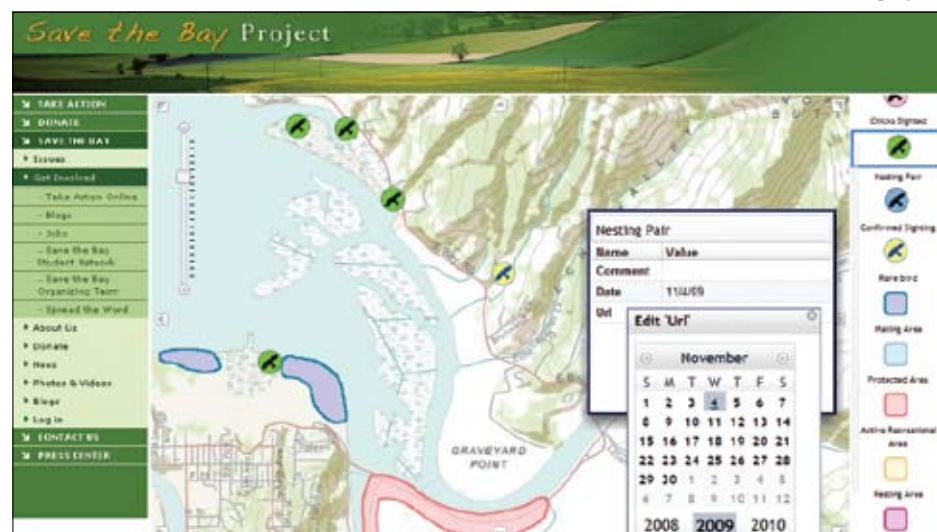 Save the Bay Project
TAKE ACTION
DONATE
SAVE THE BAY
Issues
Get Involved
- Take Action Online
- Blogs
- Jobs
- Save the Bay
Student Network
- Save the Bay
Organizing Team
- Spread the Word
About Us
Donate
News
Photos & Videos
Blogs
Log in
CONTACT US
PRESS CENTER
GRAVEYARD
POINT
Nesting Pair
Name Value
Comment
Date 11/4/09
Url
Edit 'Url'
November
S M T W T F S
1 2 3 4 5 6 7
8 9 10 11 12 13 14
15 16 17 18 19 20 21
22 23 24 25 26 27 28
29 30 1 2 3 4 5
6 7 8 9 10 11 12
2008 2009 2010
Chicks Sighted
Nesting Pair
Confirmed Sighting
Rare bird
Mating Area
Protected Area
Active Recreational
Area
Resting Area